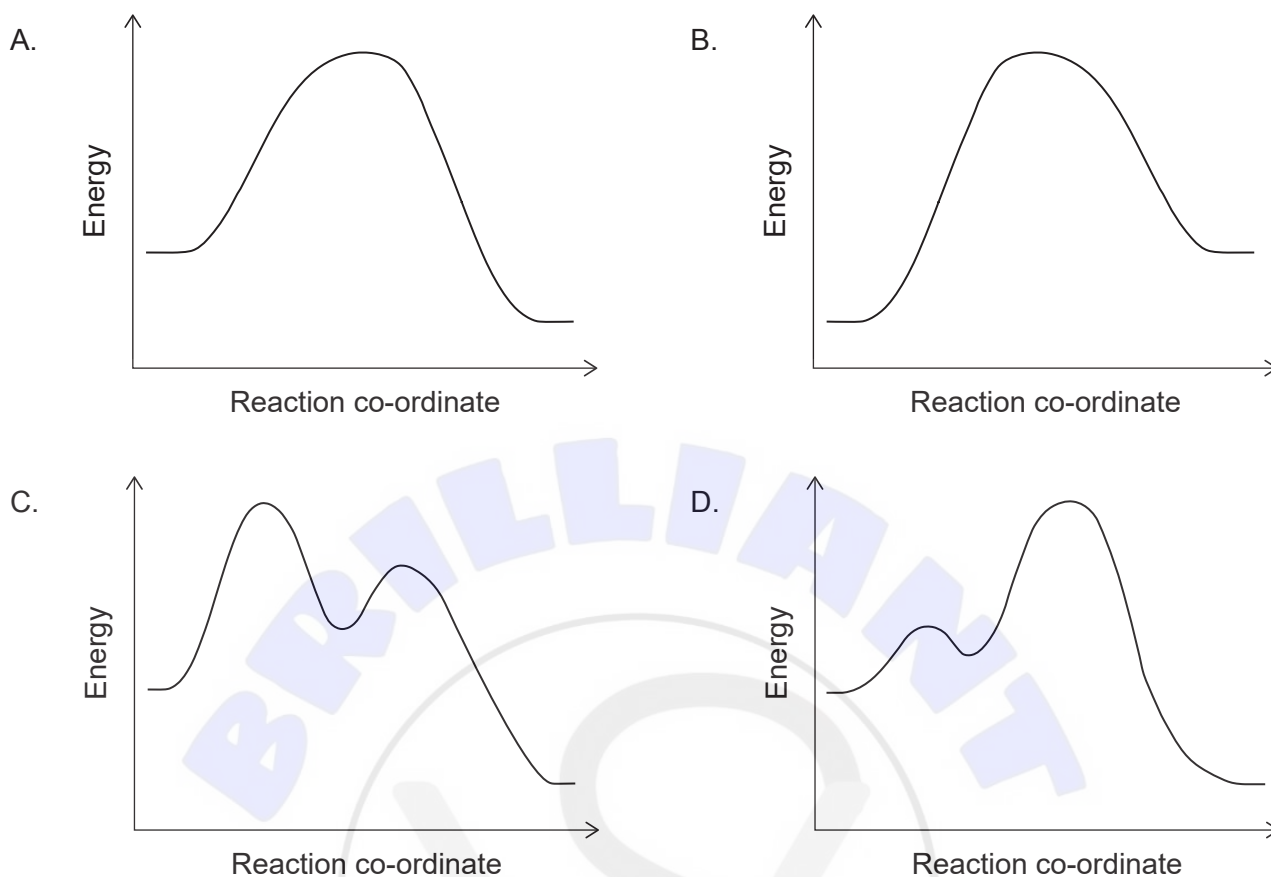 A.
Energy
Reaction co-ordinate
B.
Energy
Reaction co-ordinate
C.
Energy
Reaction co-ordinate
D.
Energy
Reaction co-ordinate
BRILLIANT